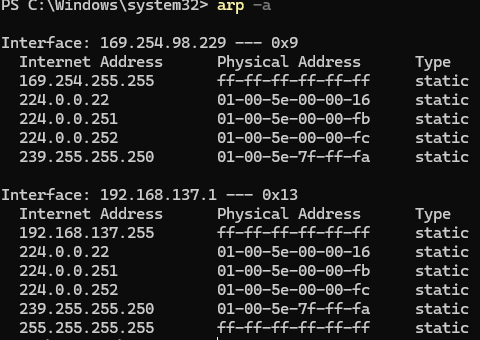 PS C:\Windows\system32> arp -a
Interface: 169.254.98.229 --- 0x9
Internet Address Physical Address Type
169.254.255.255 ff-ff-ff-ff-ff-ff static
224.0.0.22 01-00-5e-00-00-16 static
224.0.0.251 01-00-5e-00-00-fb static
224.0.0.252 01-00-5e-00-00-fc static
239.255.255.250 01-00-5e-7f-ff-fa static
Interface: 192.168.137.1 --- 0x13
Internet Address Physical Address Type
192.168.137.255 ff-ff-ff-ff-ff-ff static
224.0.0.22 01-00-5e-00-00-16 static
224.0.0.251 01-00-5e-00-00-fb static
224.0.0.252 01-00-5e-00-00-fc static
239.255.255.250 01-00-5e-7f-ff-fa static
255.255.255.255 ff-ff-ff-ff-ff-ff static